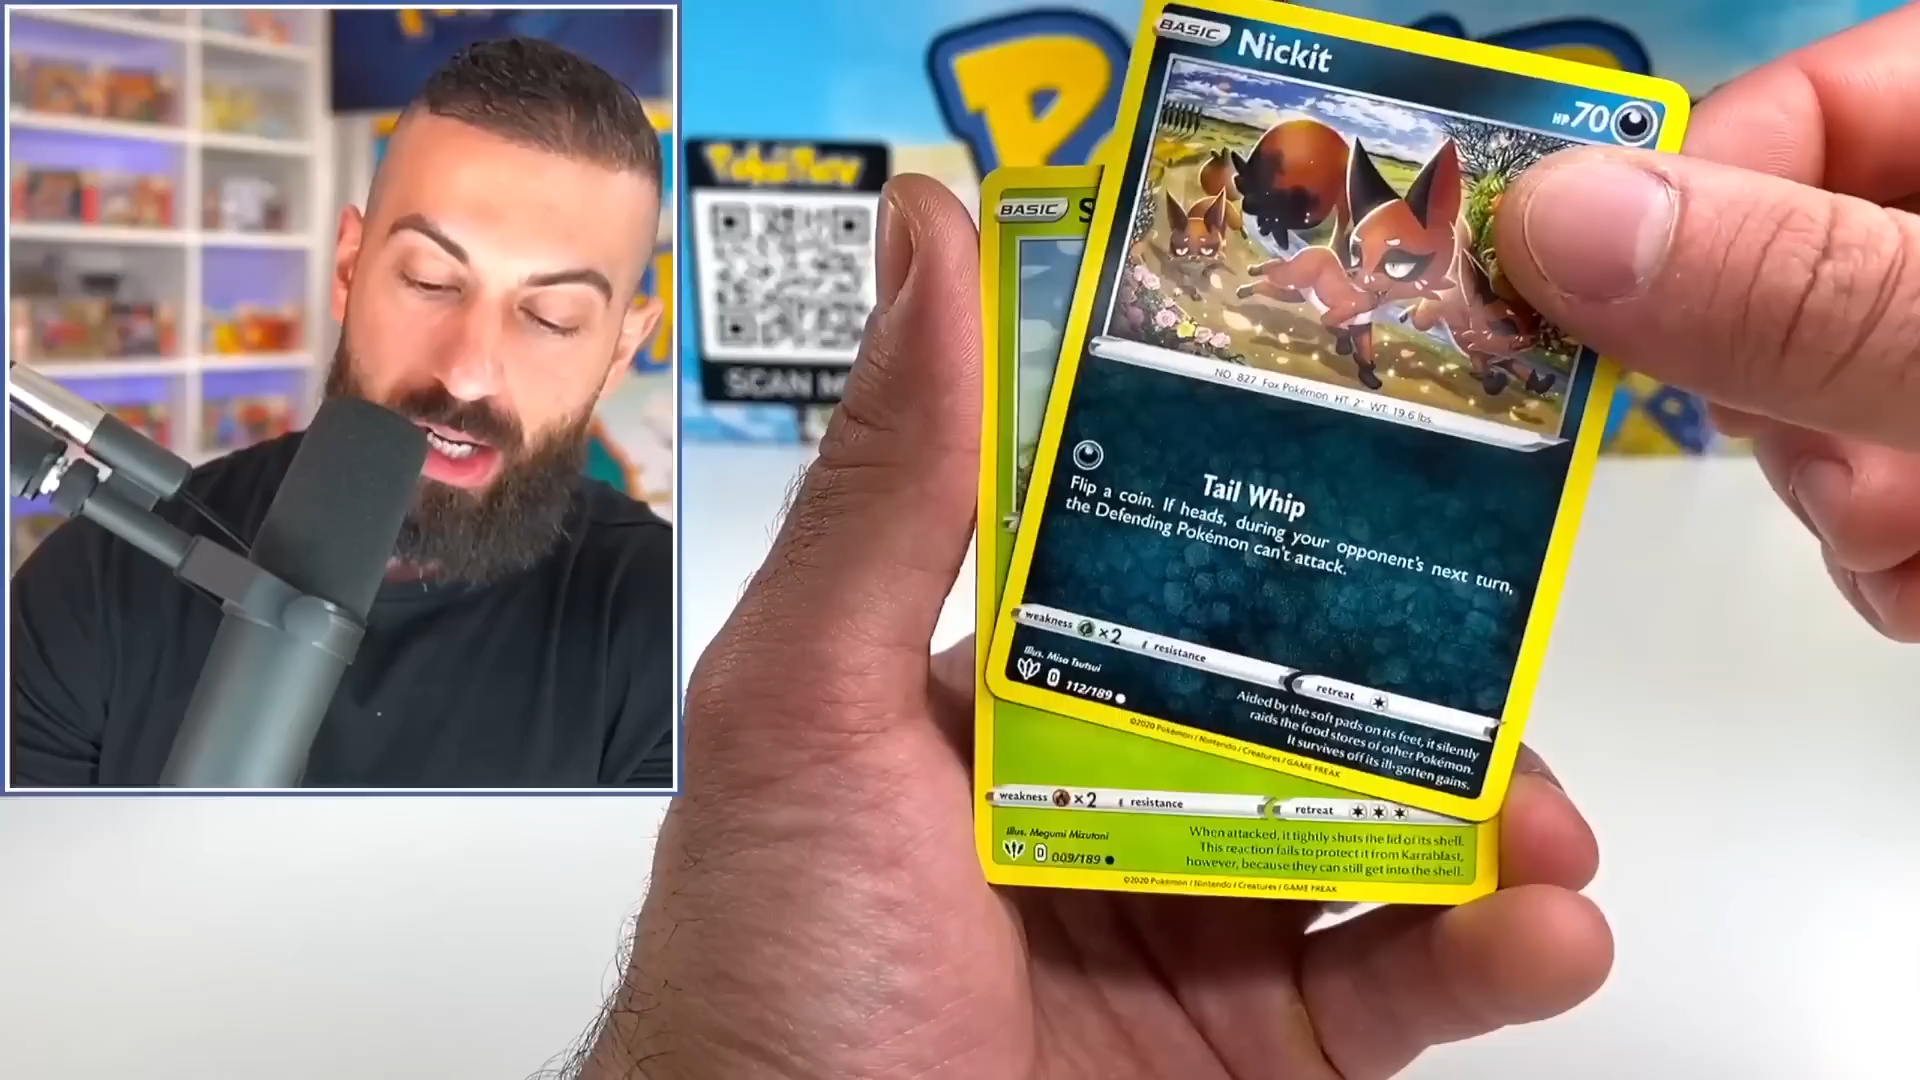 BASIC
Nickit
HP 70
NO. 827 Fox Pokémon HT: 2' WT: 19.6 lbs.
Tail Whip
Flip a coin. If heads, during your opponent's next turn,
the Defending Pokémon can't attack.
weakness ×2 resistance
retreat
Illus. Misa Tsutsui
D 112/189
Aided by the soft pads on its feet, it silently
raids the food stores of other Pokémon.
It survives off its ill-gotten gains.
©2020 Pokémon / Nintendo / Creatures / GAME FREAK
BASIC S
weakness ×2 resistance retreat
Illus. Megumi Mizutani
D 009/189
When attacked, it tightly shuts the lid of its shell.
This reaction fails to protect it from Karrablast,
however, because they can still get into the shell.
©2020 Pokémon / Nintendo / Creatures / GAME FREAK
SCAN